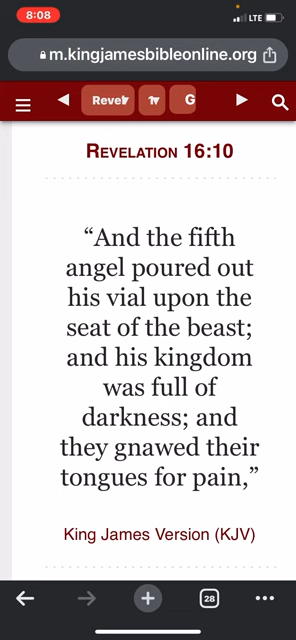 8:08
LTE
m.kingjamesbibleonline.org
Revel
1
G
REVELATION 16:10
“And the fifth
angel poured out
his vial upon the
seat of the beast;
and his kingdom
was full of
darkness; and
they gnawed their
tongues for pain,”
King James Version (KJV)
28